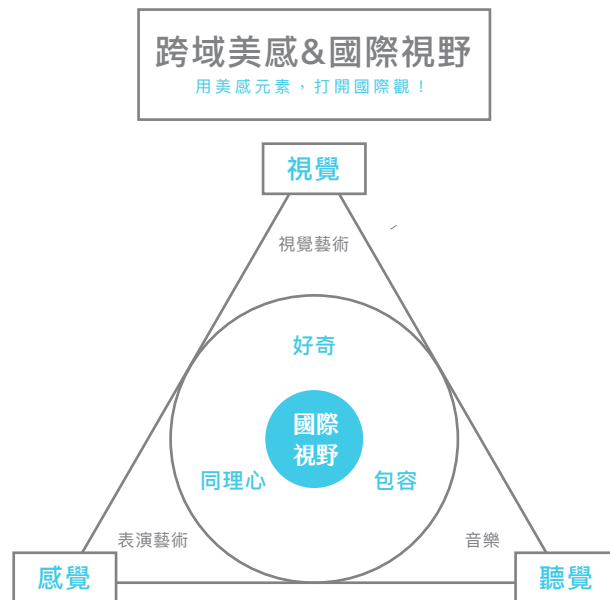 跨域美感&國際視野
用美感元素，打開國際觀！
視覺
視覺藝術
好奇
國際
視野
同理心
包容
表演藝術
音樂
感覺
聽覺